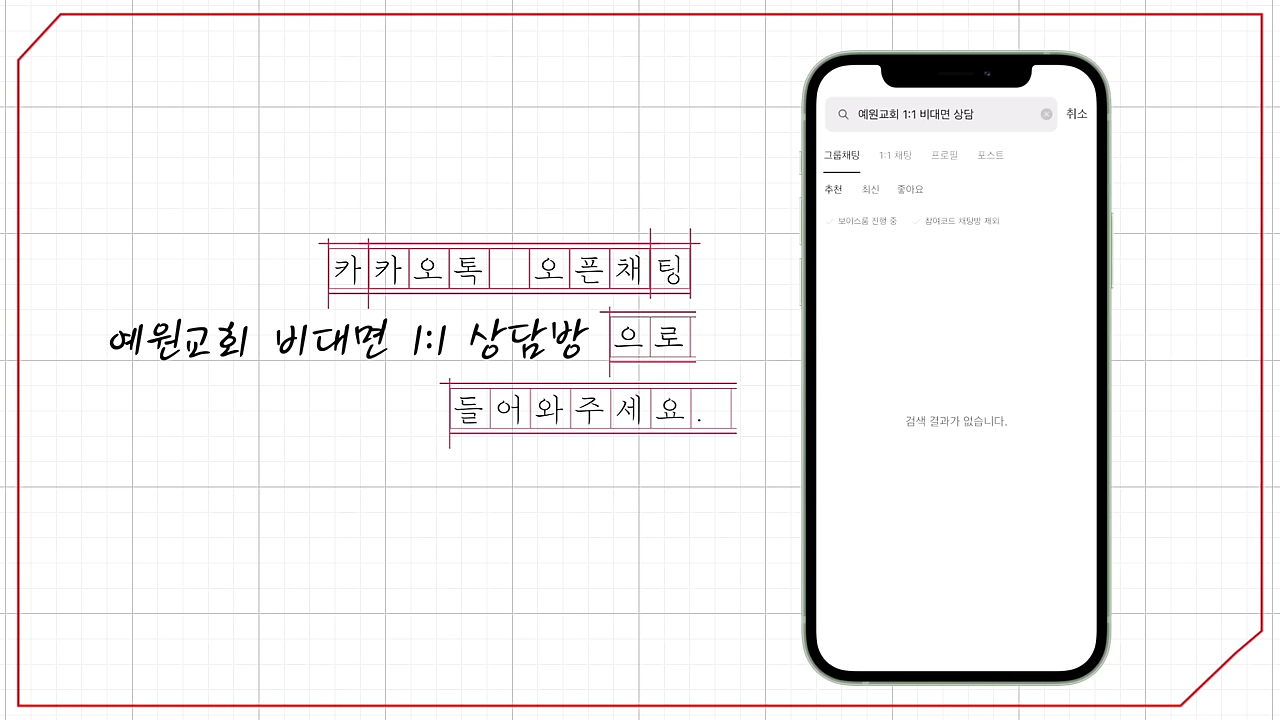 카카오톡 오픈채팅
예원교회 비대면 1:1 상담방으로
들어와주세요.
예원교회 1:1 비대면 상담 취소
그룹채팅 1:1 채팅 프로필 포스트
추천 최신 좋아요
보이스룸 진행 중 참여코드 채팅방 제외
검색 결과가 없습니다.